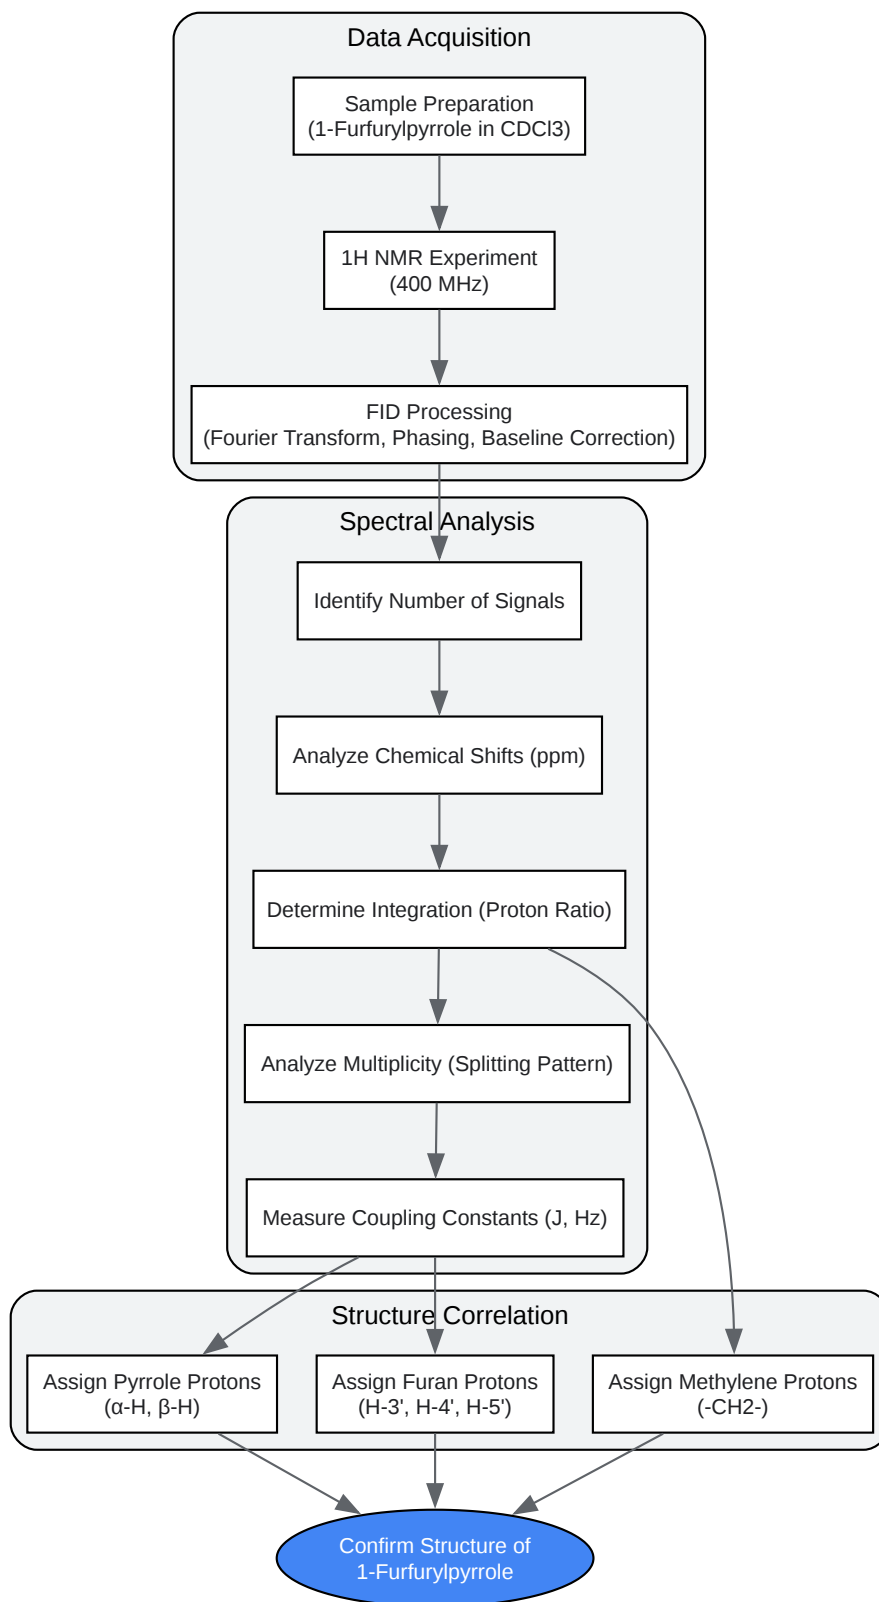 Data Acquisition
Sample Preparation
(1-Furfurylpyrrole in CDCl3)
1H NMR Experiment
(400 MHz)
FID Processing
(Fourier Transform, Phasing, Baseline Correction)
Spectral Analysis
Identify Number of Signals
Analyze Chemical Shifts (ppm)
Determine Integration (Proton Ratio)
Analyze Multiplicity (Splitting Pattern)
Measure Coupling Constants (J, Hz)
Structure Correlation
Assign Pyrrole Protons
(α-H, β-H)
Assign Furan Protons
(H-3', H-4', H-5')
Assign Methylene Protons
(-CH2-)
Confirm Structure of
1-Furfurylpyrrole